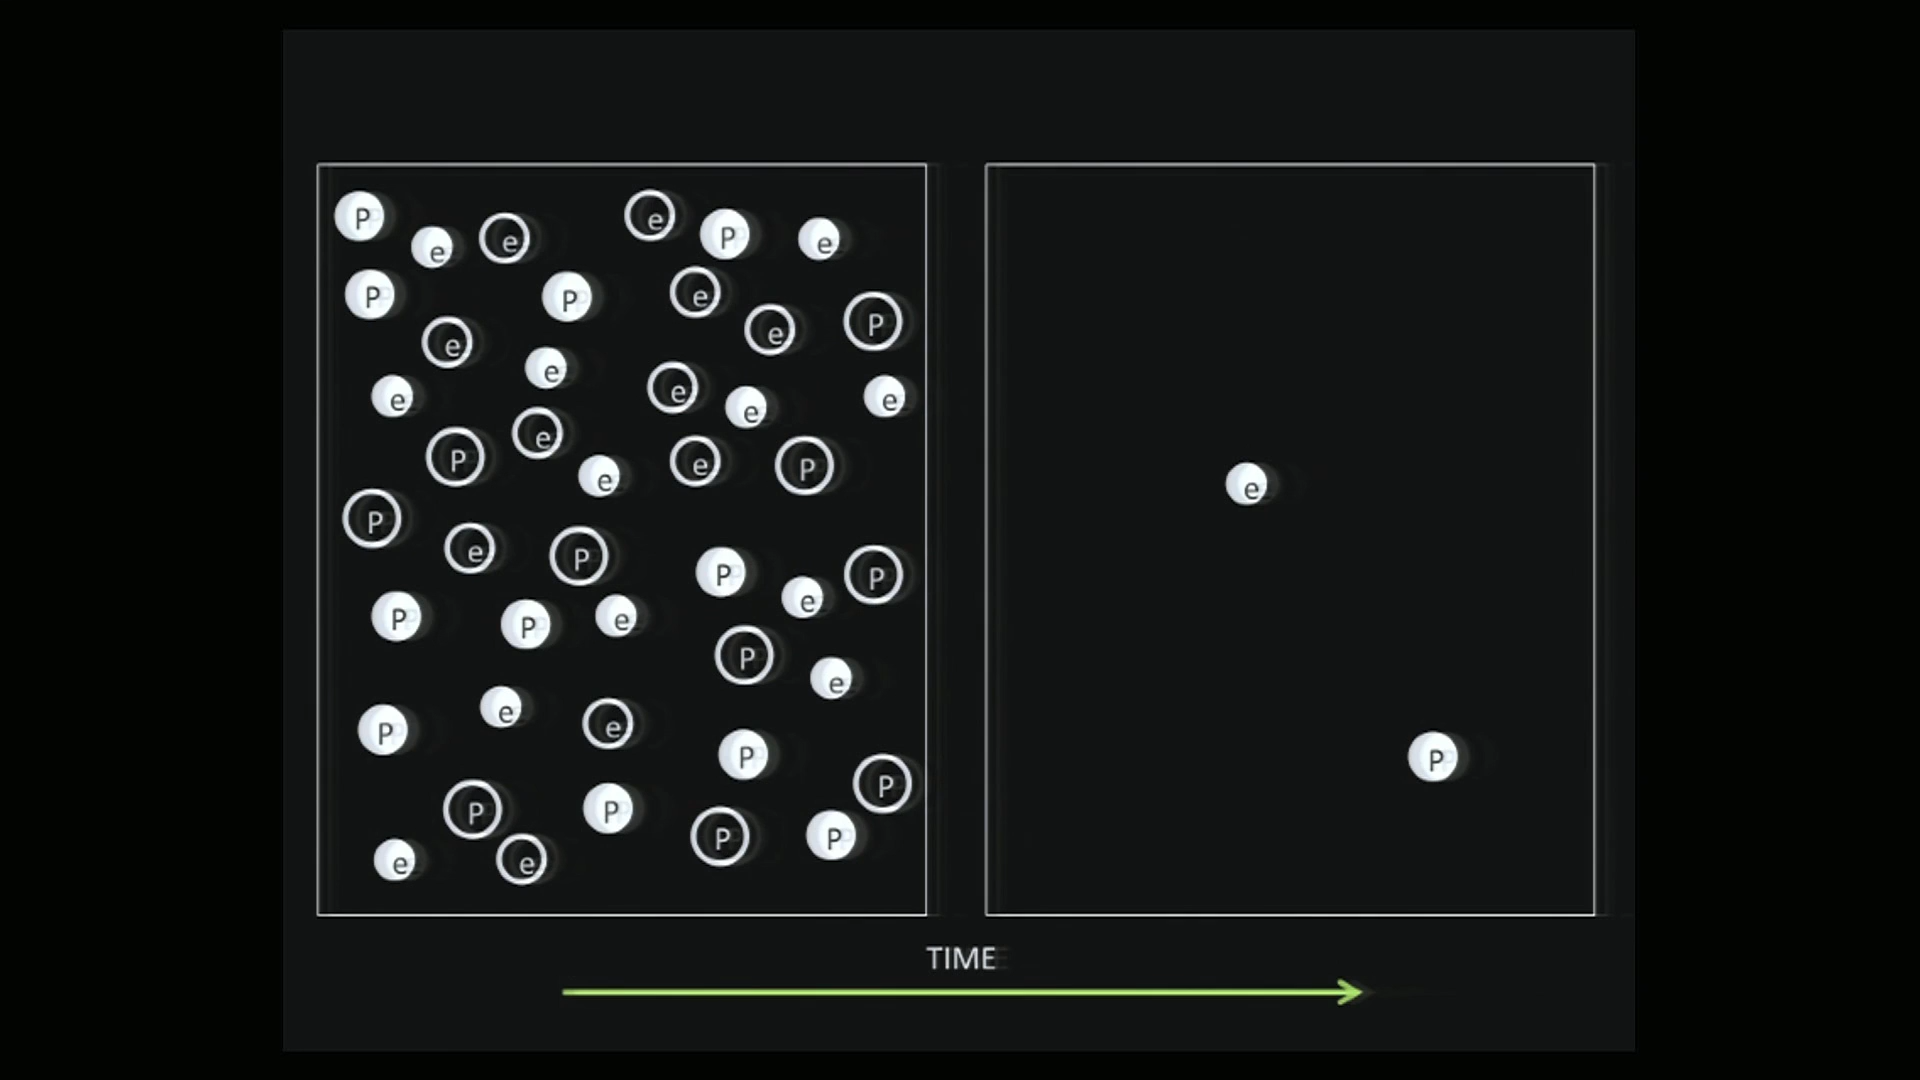 P e e e P e
P P e e P
e e
e e e e
P e e e P
P e P P e P
P P e P e
P e e P P
P P P P
e e
e
P
TIME